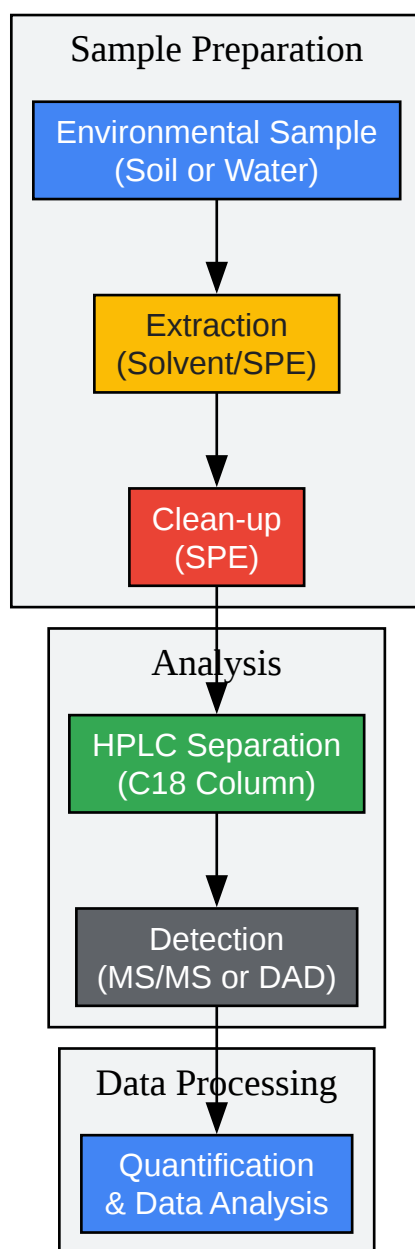 Sample Preparation
Environmental Sample
(Soil or Water)
Extraction
(Solvent/SPE)
Clean-up
(SPE)
Analysis
HPLC Separation
(C18 Column)
Detection
(MS/MS or DAD)
Data Processing
Quantification
& Data Analysis